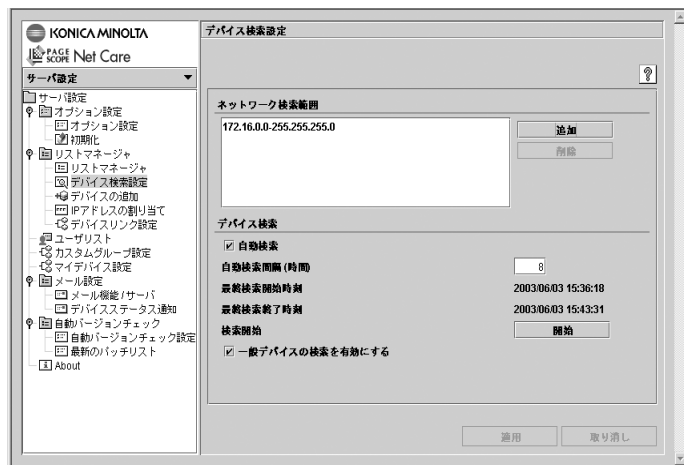 KONICA MINOLTA
PAGE SCOPE Net Care
サーバ設定
サーバ設定
オプション設定
オプション設定
初期化
リストマネージャ
リストマネージャ
デバイス検索設定
デバイスの追加
IPアドレスの割り当て
デバイスリンク設定
ユーザリスト
カスタムグループ設定
マイデバイス設定
メール設定
メール機能/サーバ
デバイスステータス通知
自動バージョンチェック
自動バージョンチェック設定
最新のパッチリスト
About
デバイス検索設定
?
ネットワーク検索範囲
172.16.0.0-255.255.255.0
追加
削除
デバイス検索
自動検索
自動検索間隔(時間) 8
最終検索開始時刻 2003/06/03 15:36:18
最終検索終了時刻 2003/06/03 15:43:31
検索開始 開始
一般デバイスの検索を有効にする
適用 取り消し